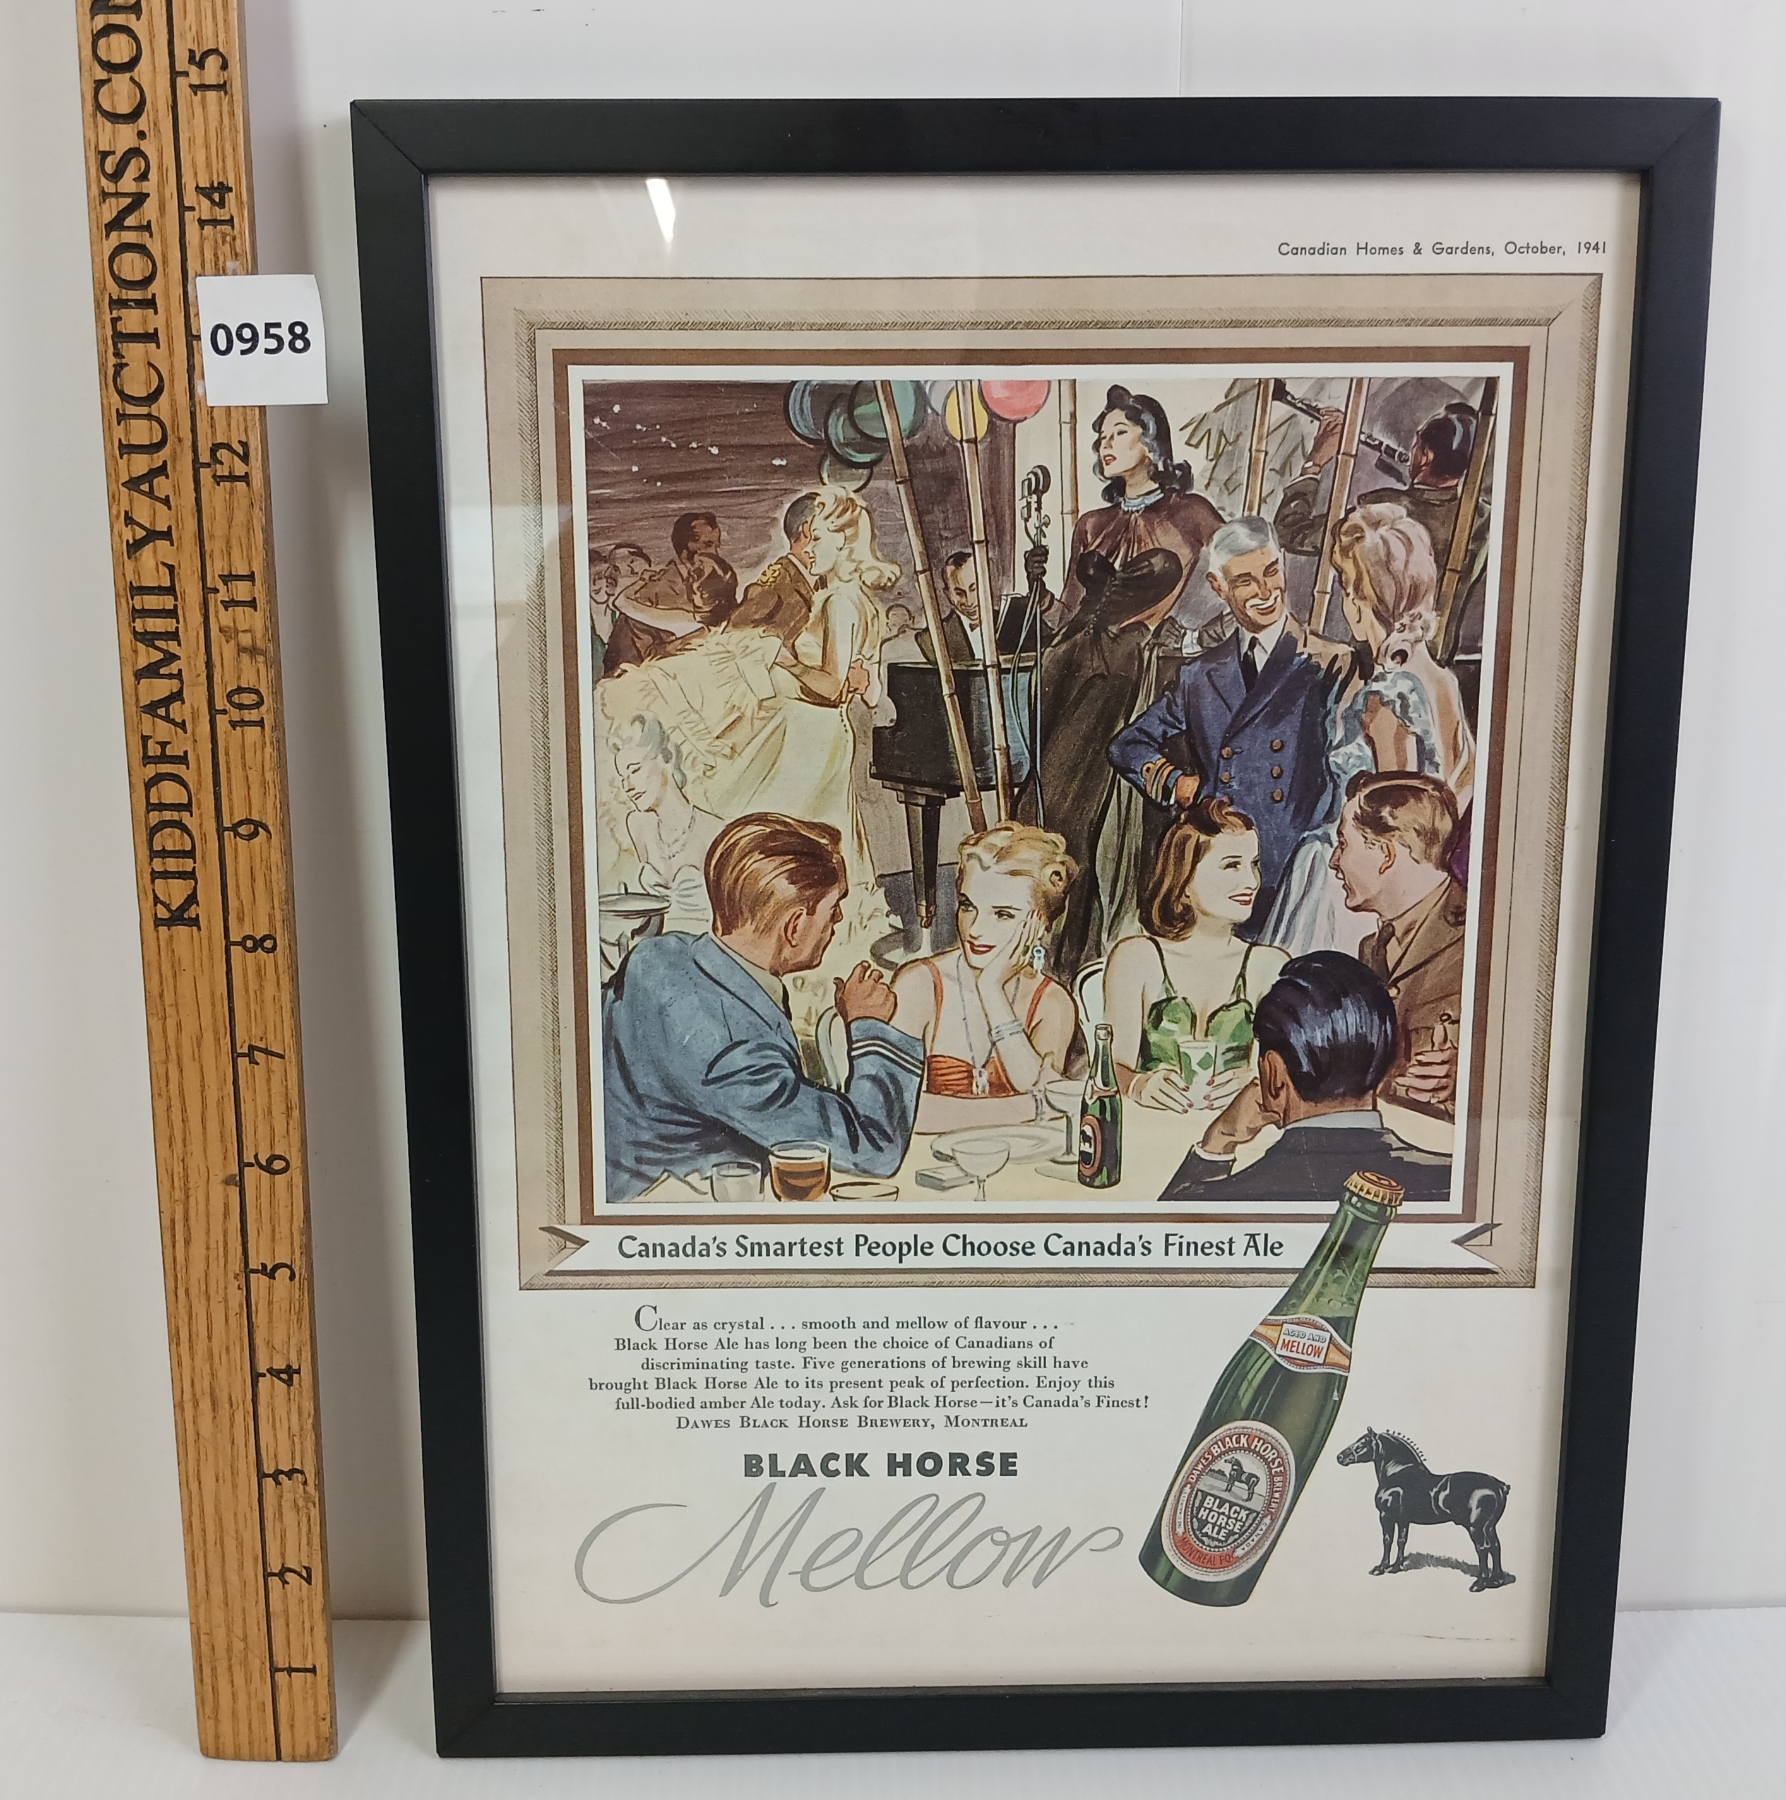 KIDDFAMILYAUCTIONS.CO
15
14
12
11
10
9
8
7
6
5
4
3
2
1
0958
Canadian Homes & Gardens, October, 1941
Canada's Smartest People Choose Canada's Finest Ale
Clear as crystal . . . smooth and mellow of flavour . . .
Black Horse Ale has long been the choice of Canadians of
discriminating taste. Five generations of brewing skill have
brought Black Horse Ale to its present peak of perfection. Enjoy this
full-bodied amber Ale today. Ask for Black Horse—it's Canada's Finest!
DAWES BLACK HORSE BREWERY, MONTREAL
BLACK HORSE
Mellow
AGED AND
MELLOW
DAWES BLACK HORSE BREWERY
BLACK
HORSE
ALE
MONTREAL P.Q.
CANADA